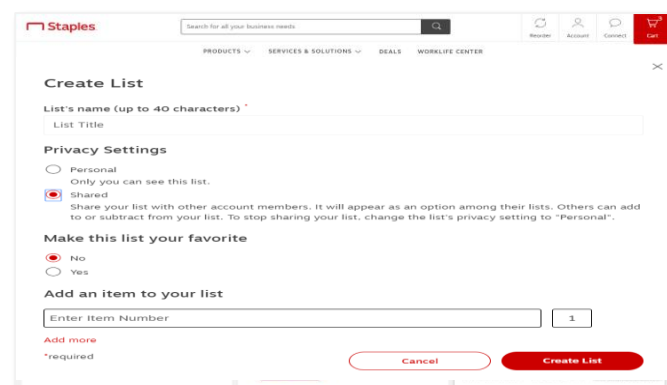 Staples
Search for all your business needs
Reorder
Account
Connect
3
Cart
PRODUCTS
SERVICES & SOLUTIONS
DEALS
WORKLIFE CENTER
Create List
List's name (up to 40 characters) *
List Title
Privacy Settings
Personal
Only you can see this list.
Shared
Share your list with other account members. It will appear as an option among their lists. Others can add
to or subtract from your list. To stop sharing your list, change the list's privacy setting to "Personal".
Make this list your favorite
No
Yes
Add an item to your list
Enter Item Number
1
Add more
*required
Cancel
Create List